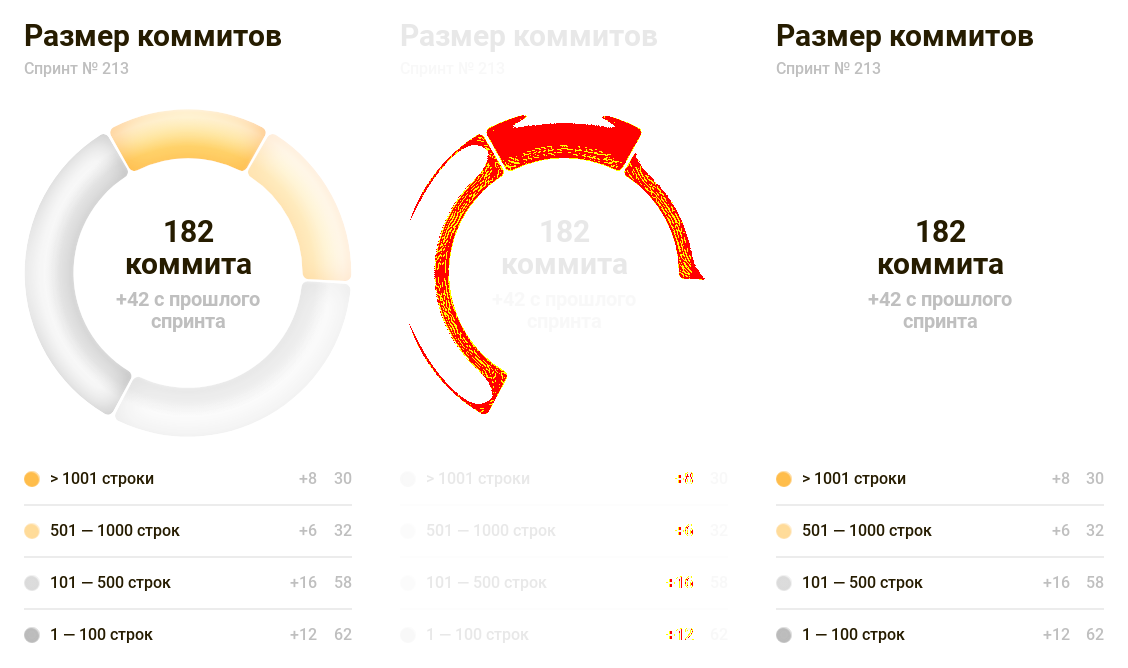 Размер коммитов
Спринт № 213
182
коммита
+42 с прошлого
спринта
> 1001 строки +8 30
501 — 1000 строк +6 32
101 — 500 строк +16 58
1 — 100 строк +12 62
Размер коммитов
Спринт № 213
182
коммита
+42 с прошлого
спринта
> 1001 строки 30
501 — 1000 строк 32
101 — 500 строк 58
1 — 100 строк 62
Размер коммитов
Спринт № 213
182
коммита
+42 с прошлого
спринта
> 1001 строки +8 30
501 — 1000 строк +6 32
101 — 500 строк +16 58
1 — 100 строк +12 62